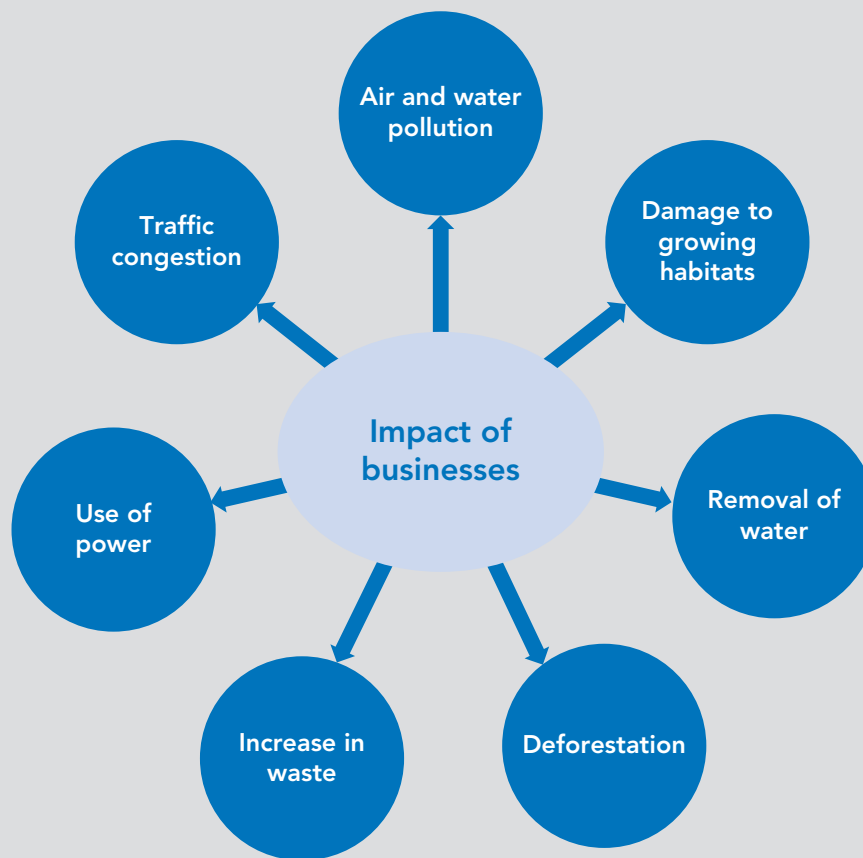 Air and water
pollution
Traffic
congestion
Damage to
growing
habitats
Impact of
businesses
Use of
power
Removal of
water
Increase in
waste
Deforestation